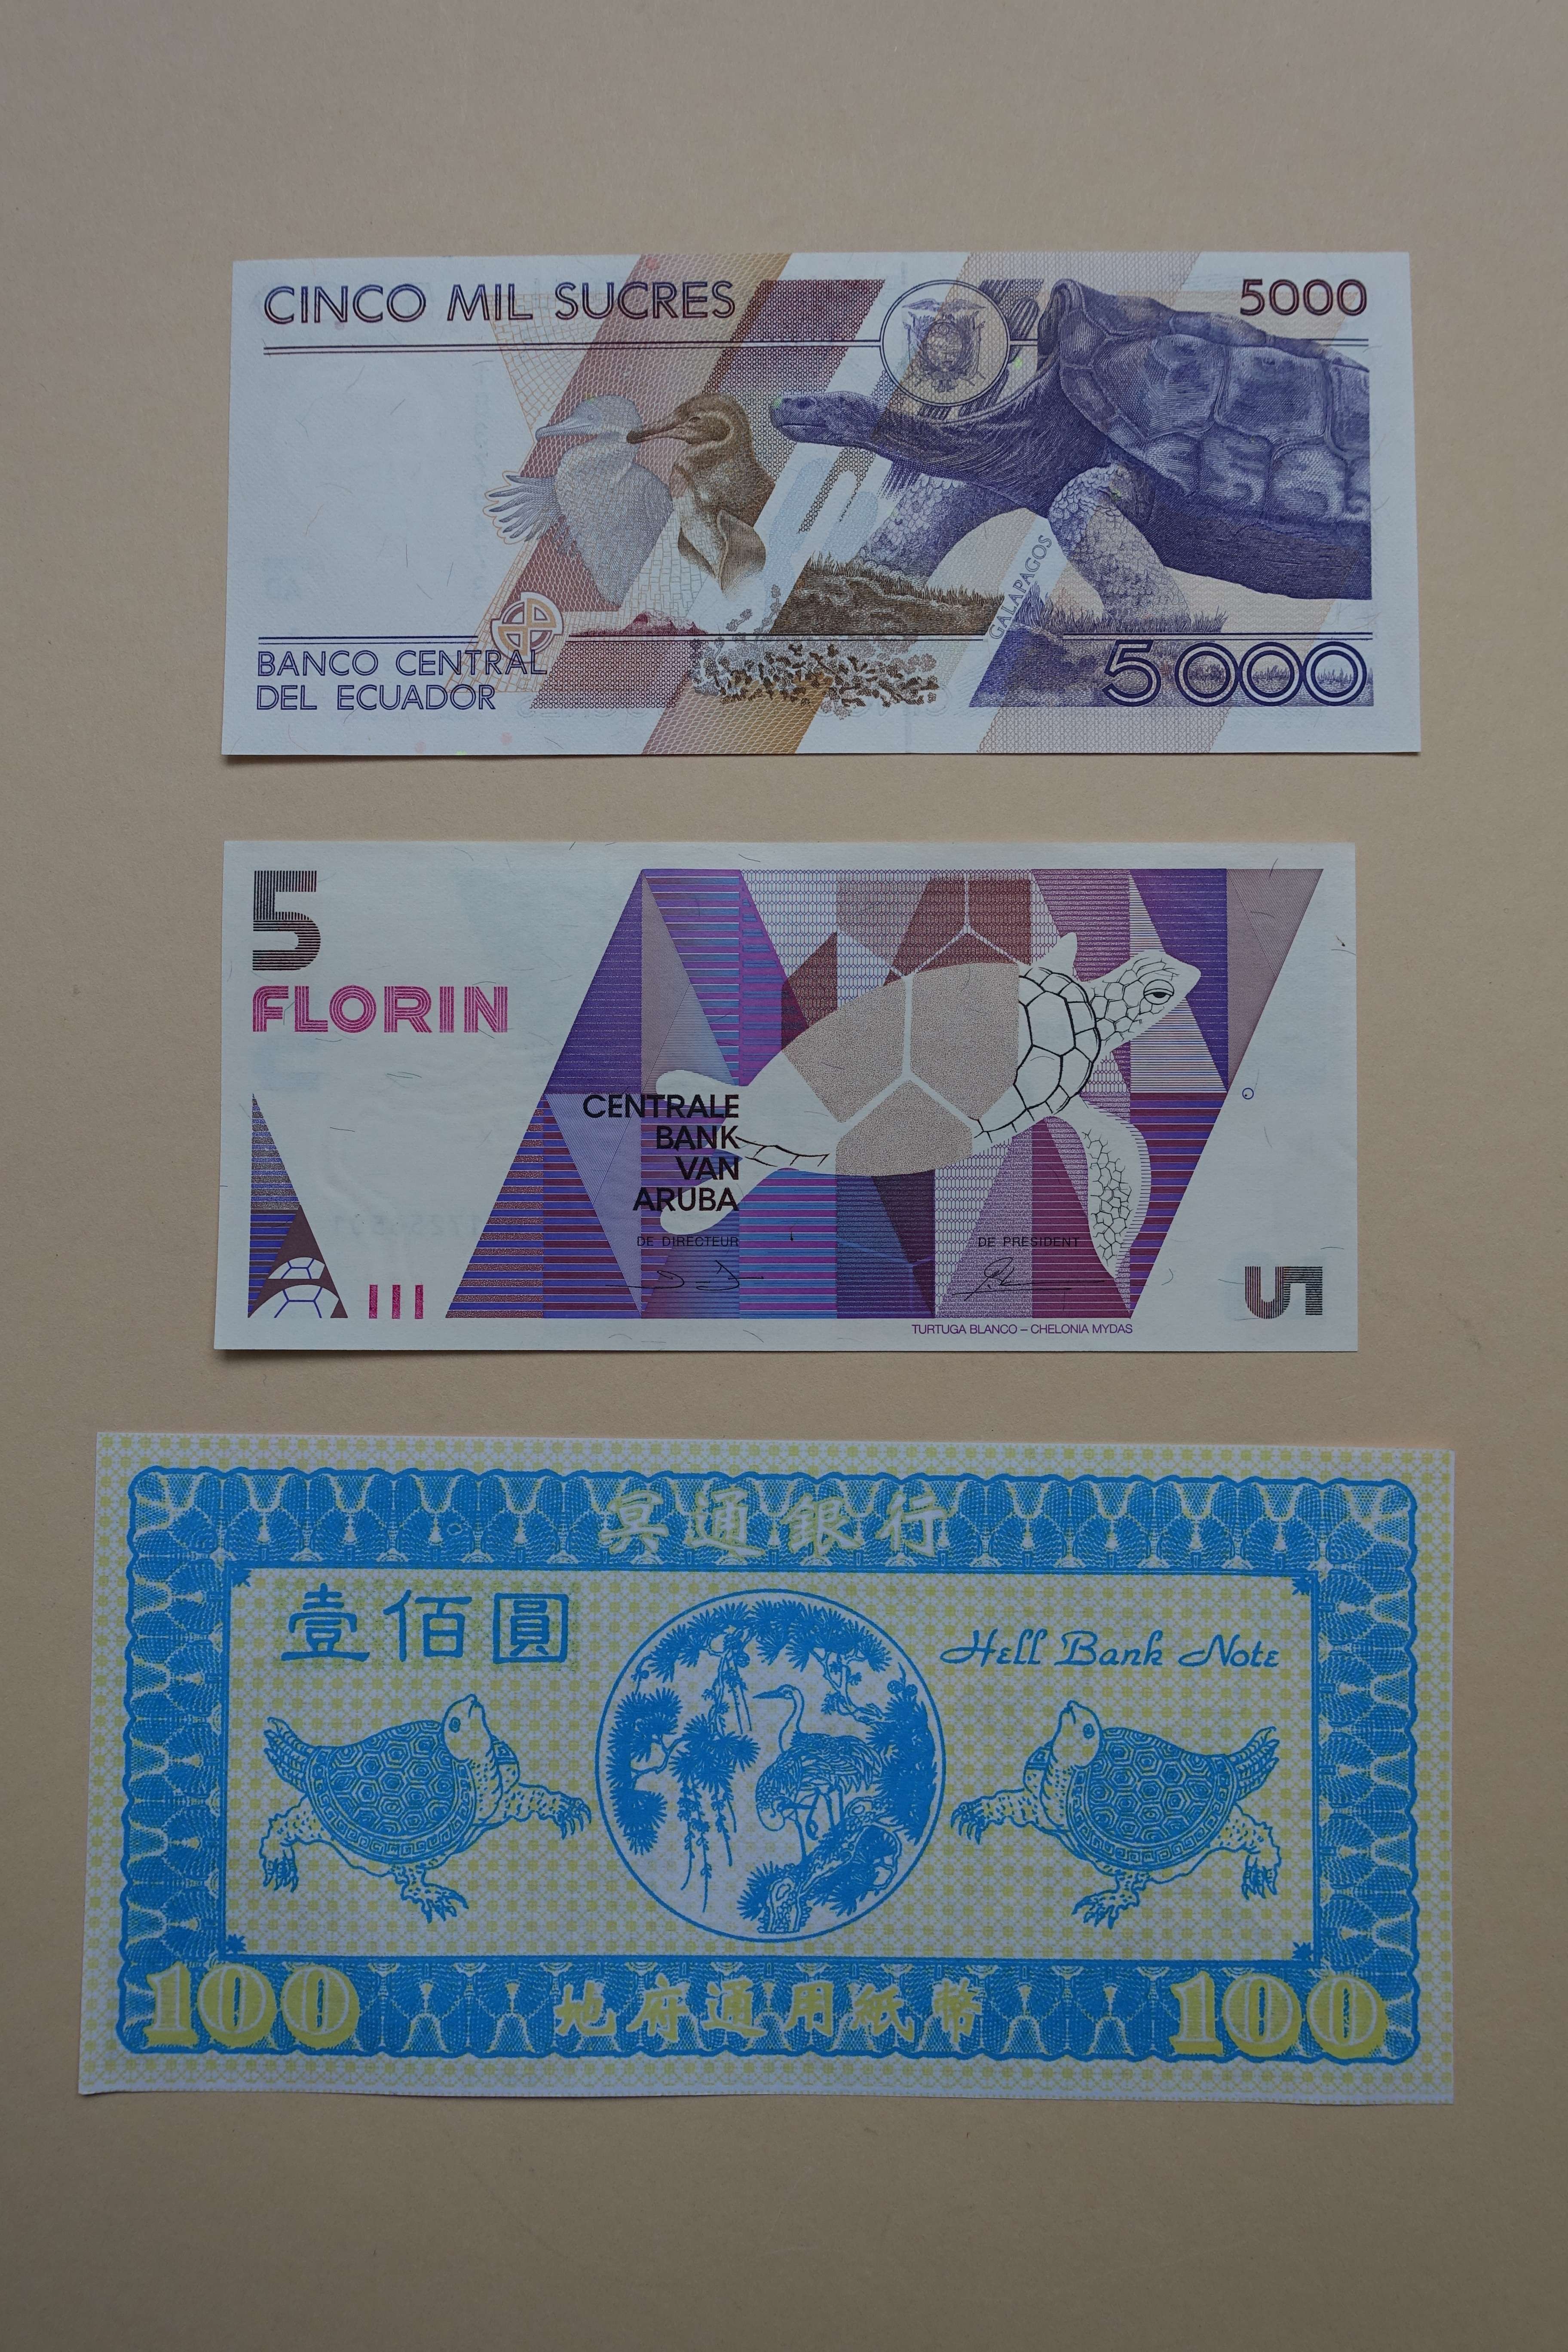 CINCO MIL SUCRES
5000
GALAPAGOS
BANCO CENTRAL
DEL ECUADOR
5000
5
FLORIN
CENTRALE
BANK
VAN
ARUBA
DE DIRECTEUR
DE PRESIDENT
5
TURTUGA BLANCO – CHELONIA MYDAS
冥通銀行
壹佰圓
Hell Bank Note
100
地府通用紙幣
100